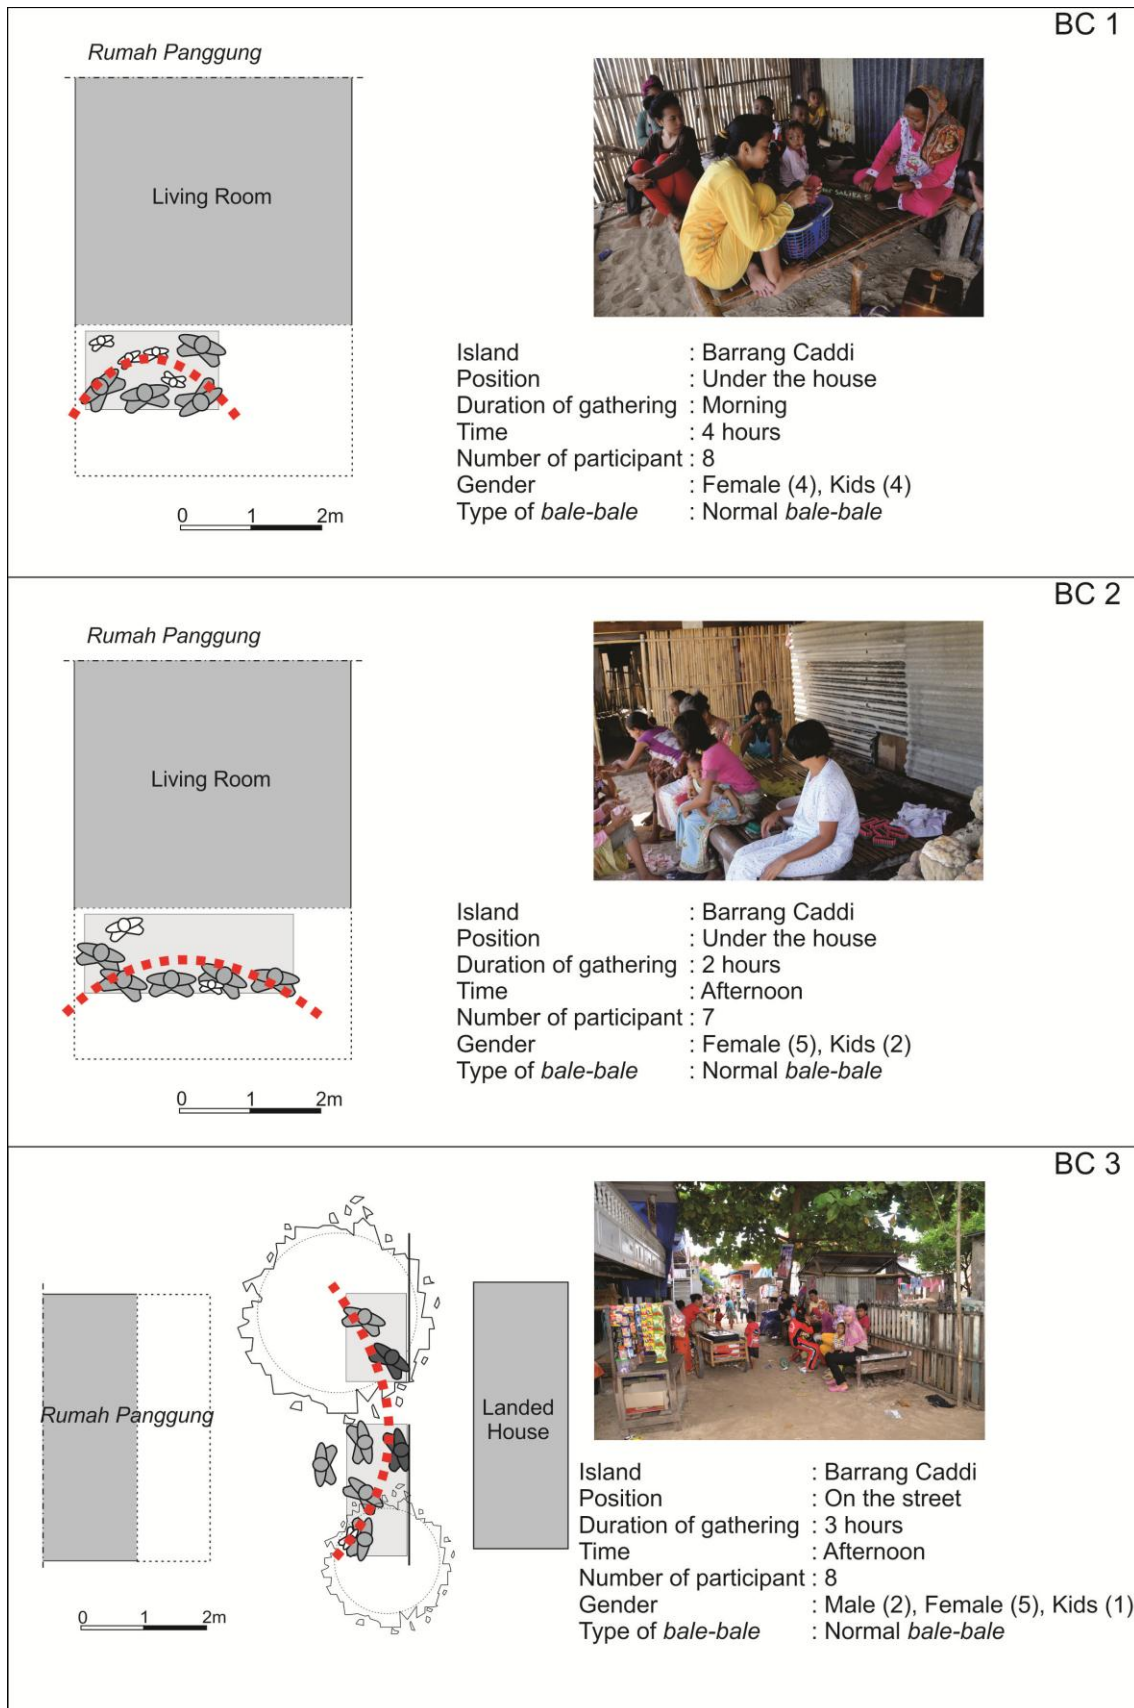 BC 1
Rumah Panggung
Living Room
0 1 2m
Island : Barrang Caddi
Position : Under the house
Duration of gathering : Morning
Time : 4 hours
Number of participant : 8
Gender : Female (4), Kids (4)
Type of bale-bale : Normal bale-bale
BC 2
Rumah Panggung
Living Room
0 1 2m
Island : Barrang Caddi
Position : Under the house
Duration of gathering : 2 hours
Time : Afternoon
Number of participant : 7
Gender : Female (5), Kids (2)
Type of bale-bale : Normal bale-bale
BC 3
Rumah Panggung
Landed
House
0 1 2m
Island : Barrang Caddi
Position : On the street
Duration of gathering : 3 hours
Time : Afternoon
Number of participant : 8
Gender : Male (2), Female (5), Kids (1)
Type of bale-bale : Normal bale-bale